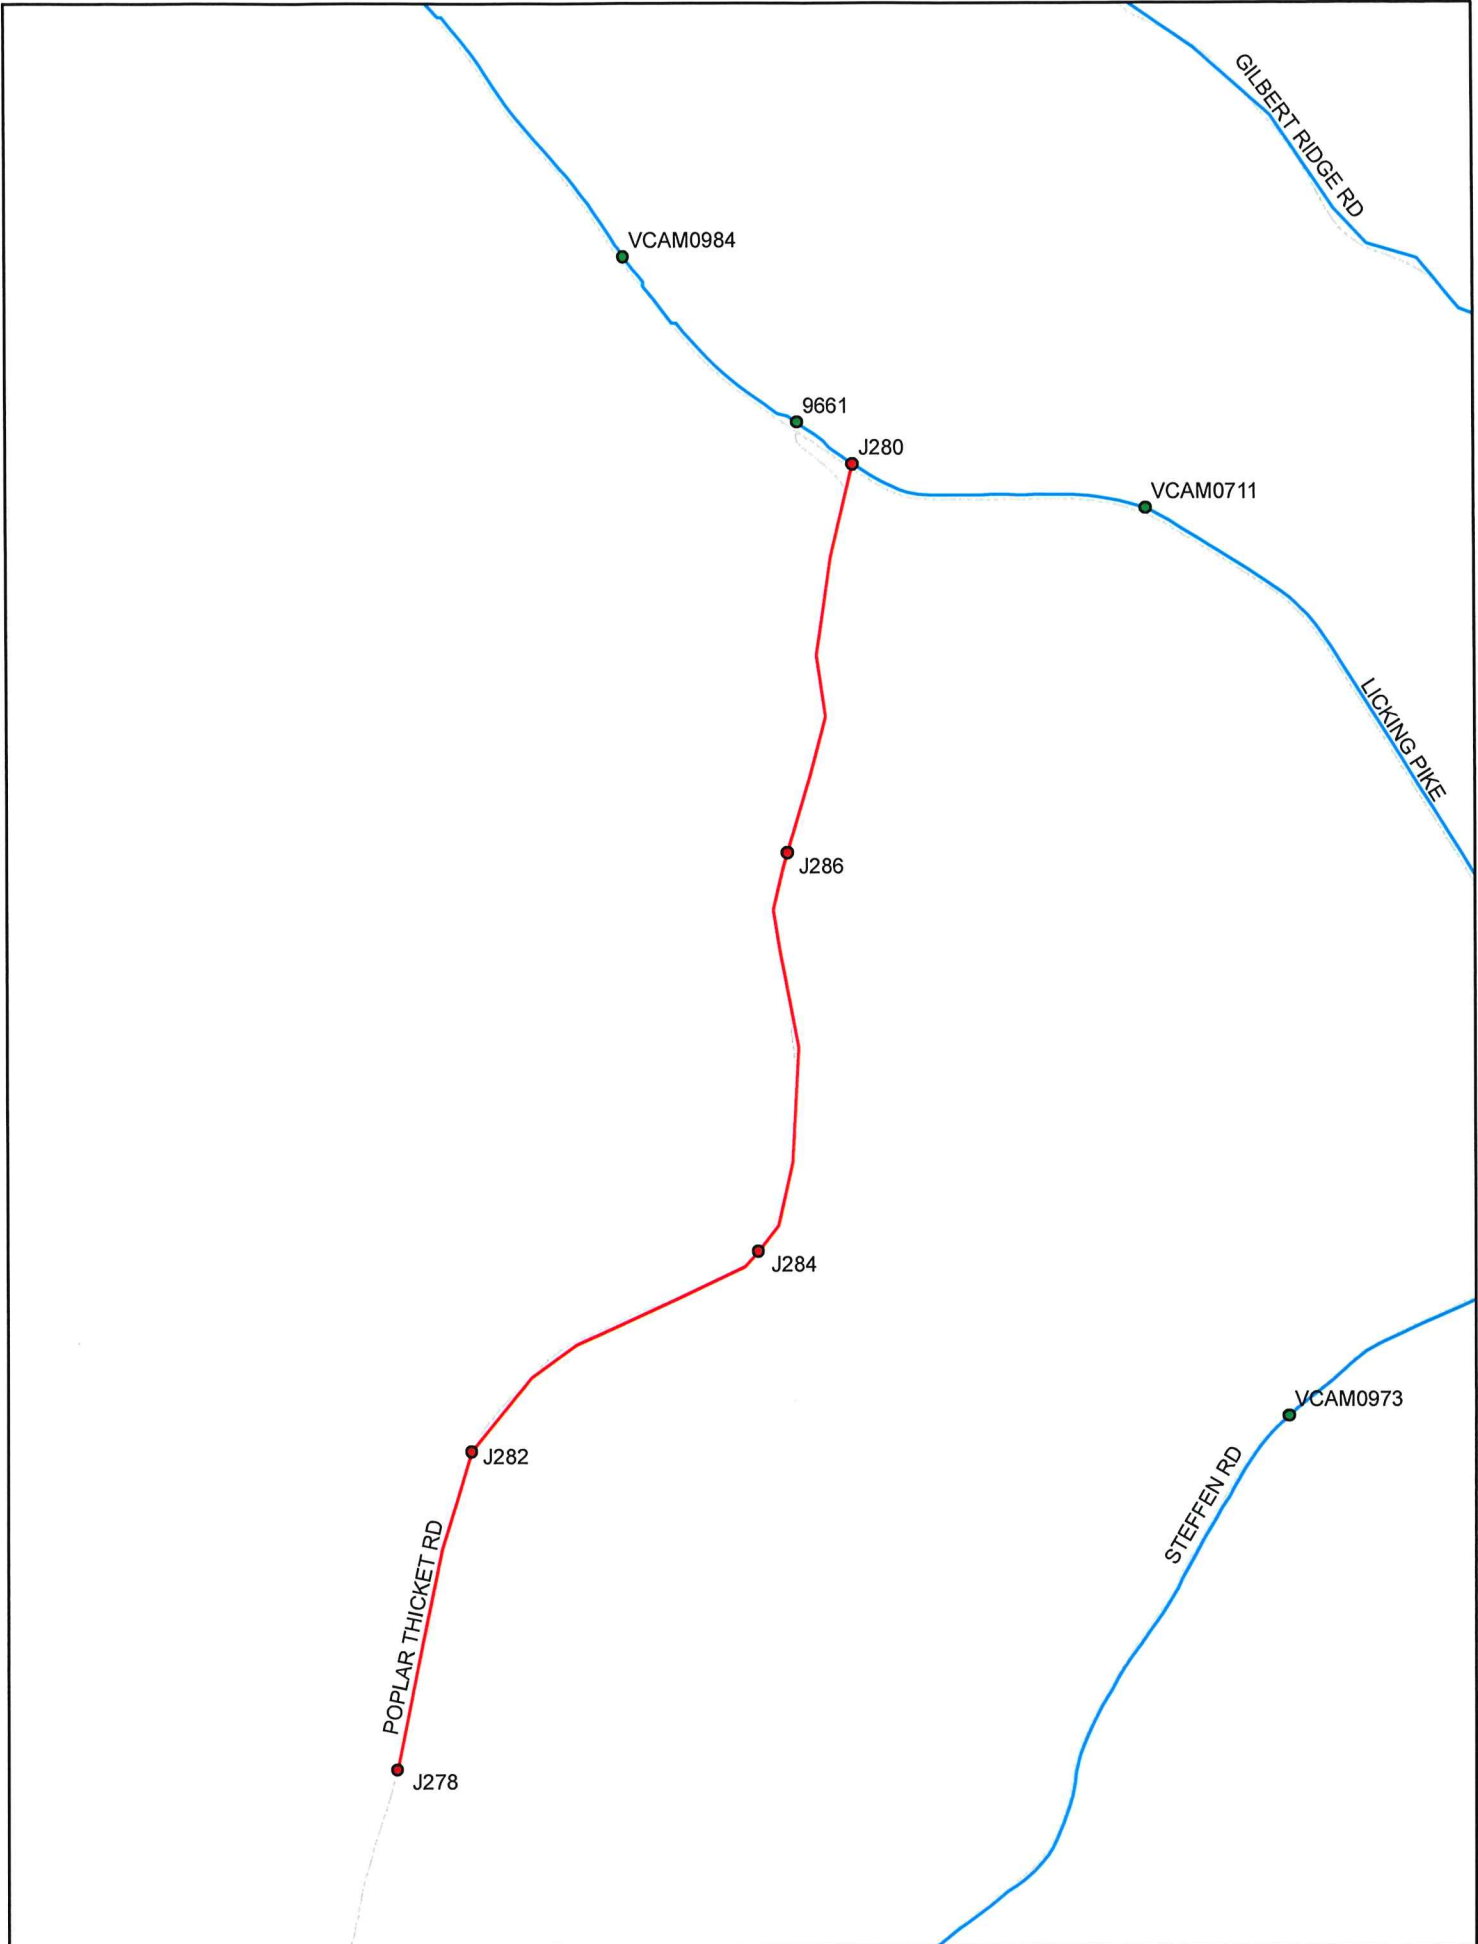 GILBERT RIDGE RD
VCAM0984
9661
J280
VCAM0711
LICKING PIKE
J286
J284
VCAM0973
J282
STEFFEN RD
POPLAR THICKET RD
J278